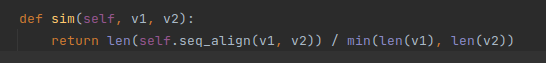 def sim(self, v1, v2):
    return len(self.seq_align(v1, v2)) / min(len(v1), len(v2))